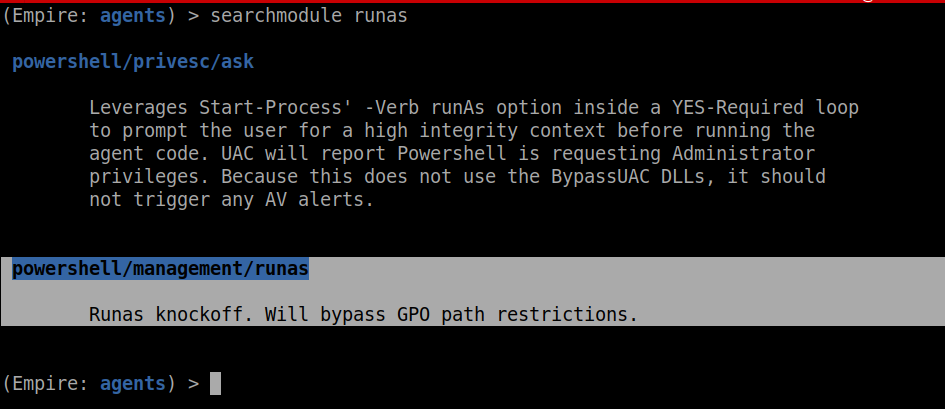 (Empire: agents) > searchmodule runas
powershell/privesc/ask
Leverages Start-Process' -Verb runAs option inside a YES-Required loop
to prompt the user for a high integrity context before running the
agent code. UAC will report Powershell is requesting Administrator
privileges. Because this does not use the BypassUAC DLLs, it should
not trigger any AV alerts.
powershell/management/runas
Runas knockoff. Will bypass GPO path restrictions.
(Empire: agents) >